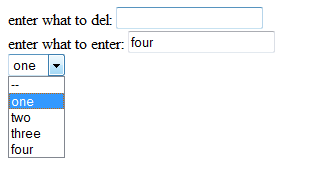 enter what to del:
enter what to enter: four
one
--
one
two
three
four